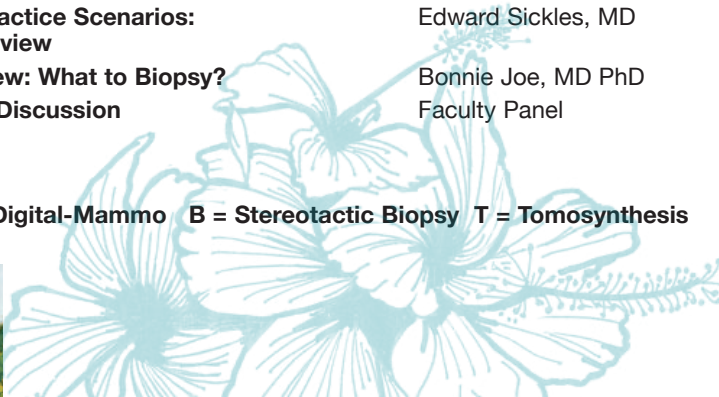 actice Scenarios: Edward Sickles, MD
view
ew: What to Biopsy? Bonnie Joe, MD PhD
Discussion Faculty Panel
Digital-Mammo B = Stereotactic Biopsy T = Tomosynthesis